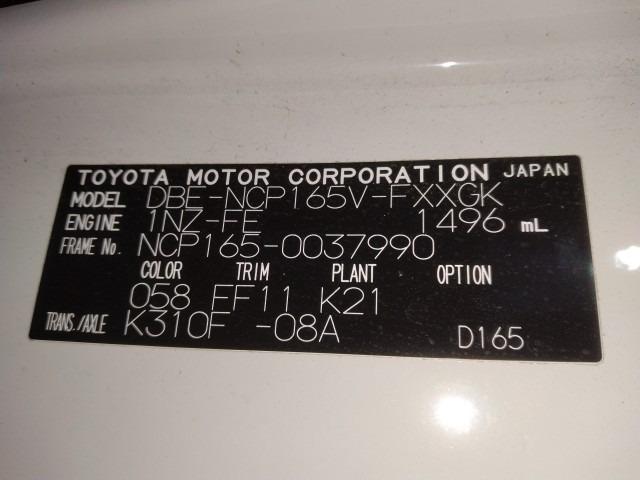 TOYOTA MOTOR CORPORATION JAPAN
MODEL DBE-NCP165V-FXXGK
ENGINE 1NZ-FE 1496 mL
FRAME No. NCP165-0037990
COLOR TRIM PLANT OPTION
058 FF11 K21
TRANS./AXLE K310F -08A D165